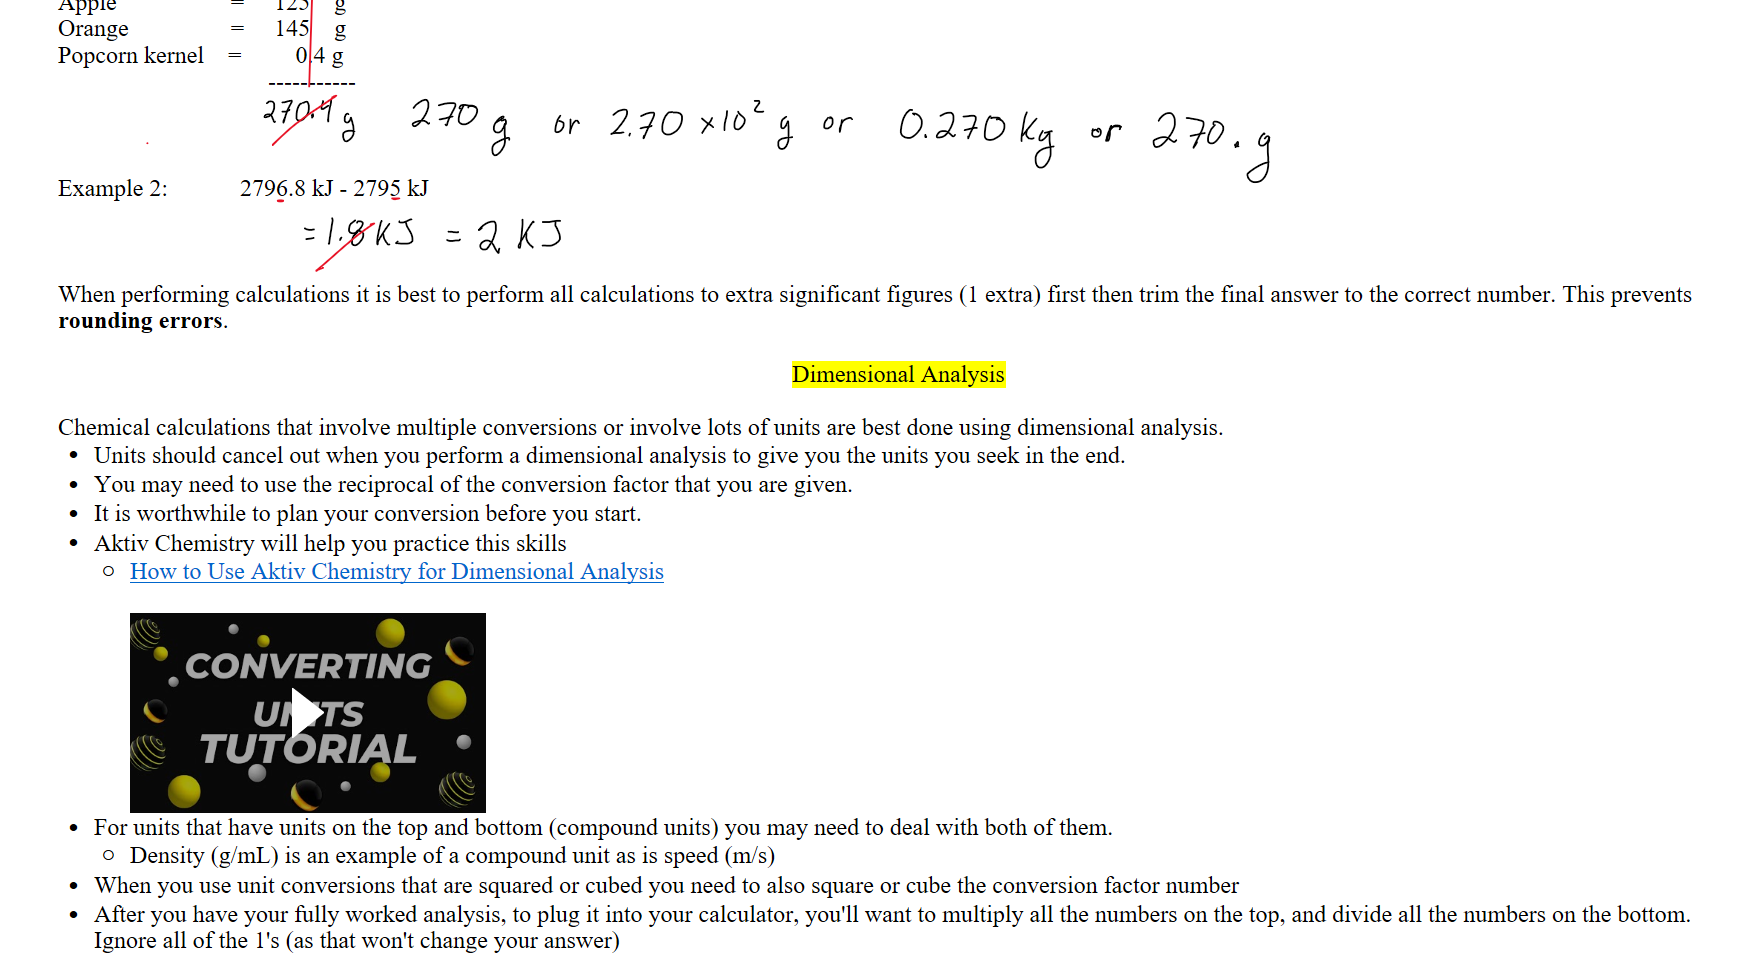 Apple = 125 g
Orange = 145 g
Popcorn kernel = 0.4 g
------------
270.4 g 270 g or 2.70 ×10² g or 0.270 kg or 270. g
Example 2: 2796.8 kJ - 2795 kJ
= 1.8 KJ = 2 KJ
When performing calculations it is best to perform all calculations to extra significant figures (1 extra) first then trim the final answer to the correct number. This prevents
rounding errors.
Dimensional Analysis
Chemical calculations that involve multiple conversions or involve lots of units are best done using dimensional analysis.
• Units should cancel out when you perform a dimensional analysis to give you the units you seek in the end.
• You may need to use the reciprocal of the conversion factor that you are given.
• It is worthwhile to plan your conversion before you start.
• Aktiv Chemistry will help you practice this skills
○ How to Use Aktiv Chemistry for Dimensional Analysis
CONVERTING
UNITS
TUTORIAL
• For units that have units on the top and bottom (compound units) you may need to deal with both of them.
○ Density (g/mL) is an example of a compound unit as is speed (m/s)
• When you use unit conversions that are squared or cubed you need to also square or cube the conversion factor number
• After you have your fully worked analysis, to plug it into your calculator, you'll want to multiply all the numbers on the top, and divide all the numbers on the bottom.
Ignore all of the 1's (as that won't change your answer)